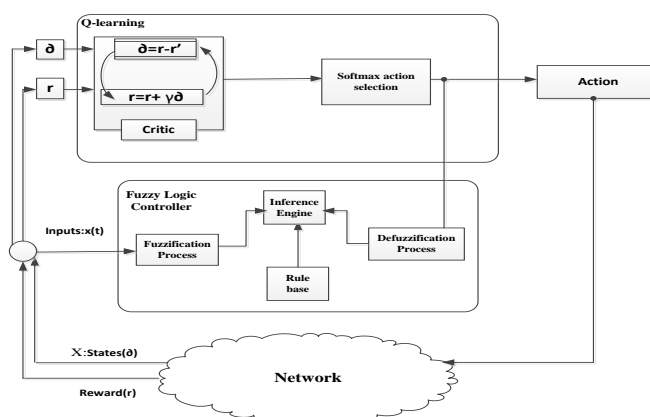 Q-learning
∂
∂=r-r’
r
r=r+ γ∂
Critic
Softmax action
selection
Action
Fuzzy Logic
Controller
Inputs:x(t)
Fuzzification
Process
Inference
Engine
Defuzzification
Process
Rule
base
X:States(∂)
Reward(r)
Network